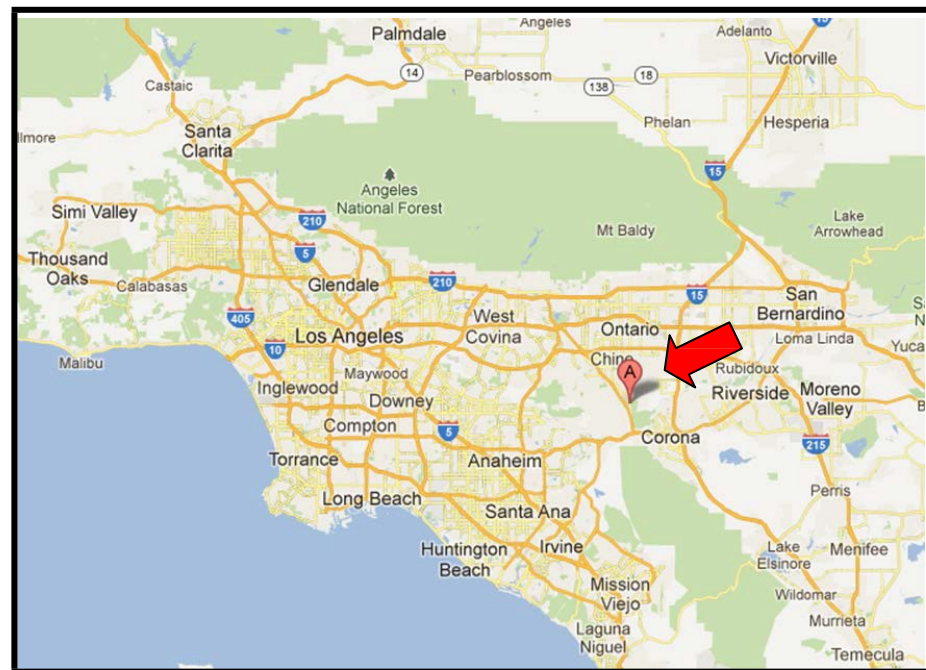 Angeles
15
Adelanto
Palmdale
Victorville
14
Pearblossom
18
138
Castaic
Phelan
Hesperia
Santa
Clarita
15
Angeles
National Forest
Simi Valley
210
Lake
Arrowhead
Mt Baldy
5
Thousand
Oaks
Calabasas
Glendale
210
15
San
Bernardino
405
West
Covina
Ontario
Los Angeles
Loma Linda
10
Malibu
Chino
Maywood
Rubidoux
A
Inglewood
Downey
Riverside
Moreno
Valley
Compton
5
Corona
215
Torrance
Anaheim
Long Beach
Perris
Santa Ana
Huntington
Beach
Irvine
Lake
Elsinore
Menifee
Mission
Viejo
Wildomar
Laguna
Niguel
Murrieta
Temecula